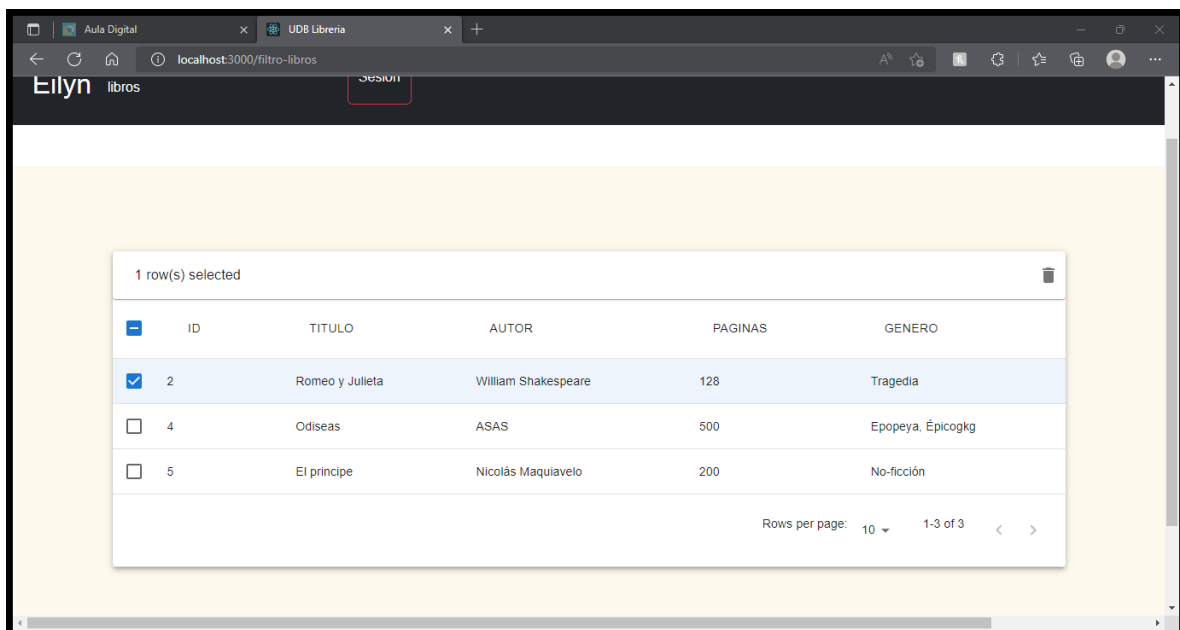 Aula Digital
UDB Libreria
localhost:3000/filtro-libros
Eilyn
libros
Sesion
1 row(s) selected
ID TITULO AUTOR PAGINAS GENERO
2 Romeo y Julieta William Shakespeare 128 Tragedia
4 Odiseas ASAS 500 Epopeya, Épicogkg
5 El principe Nicolás Maquiavelo 200 No-ficción
Rows per page: 10 1-3 of 3